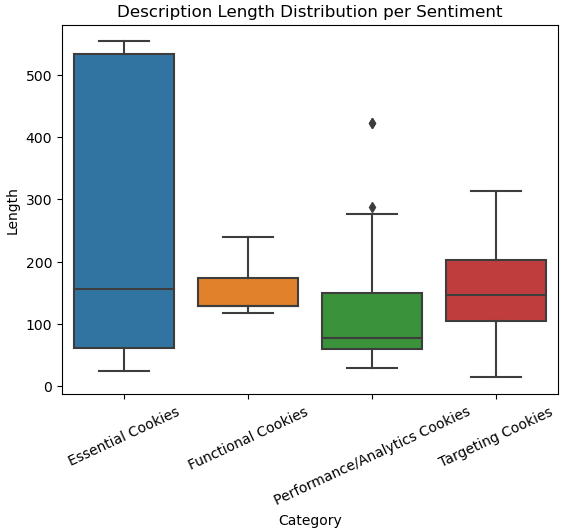 Description Length Distribution per Sentiment
Length
500
400
300
200
100
0
Essential Cookies
Functional Cookies
Performance/Analytics Cookies
Targeting Cookies
Category